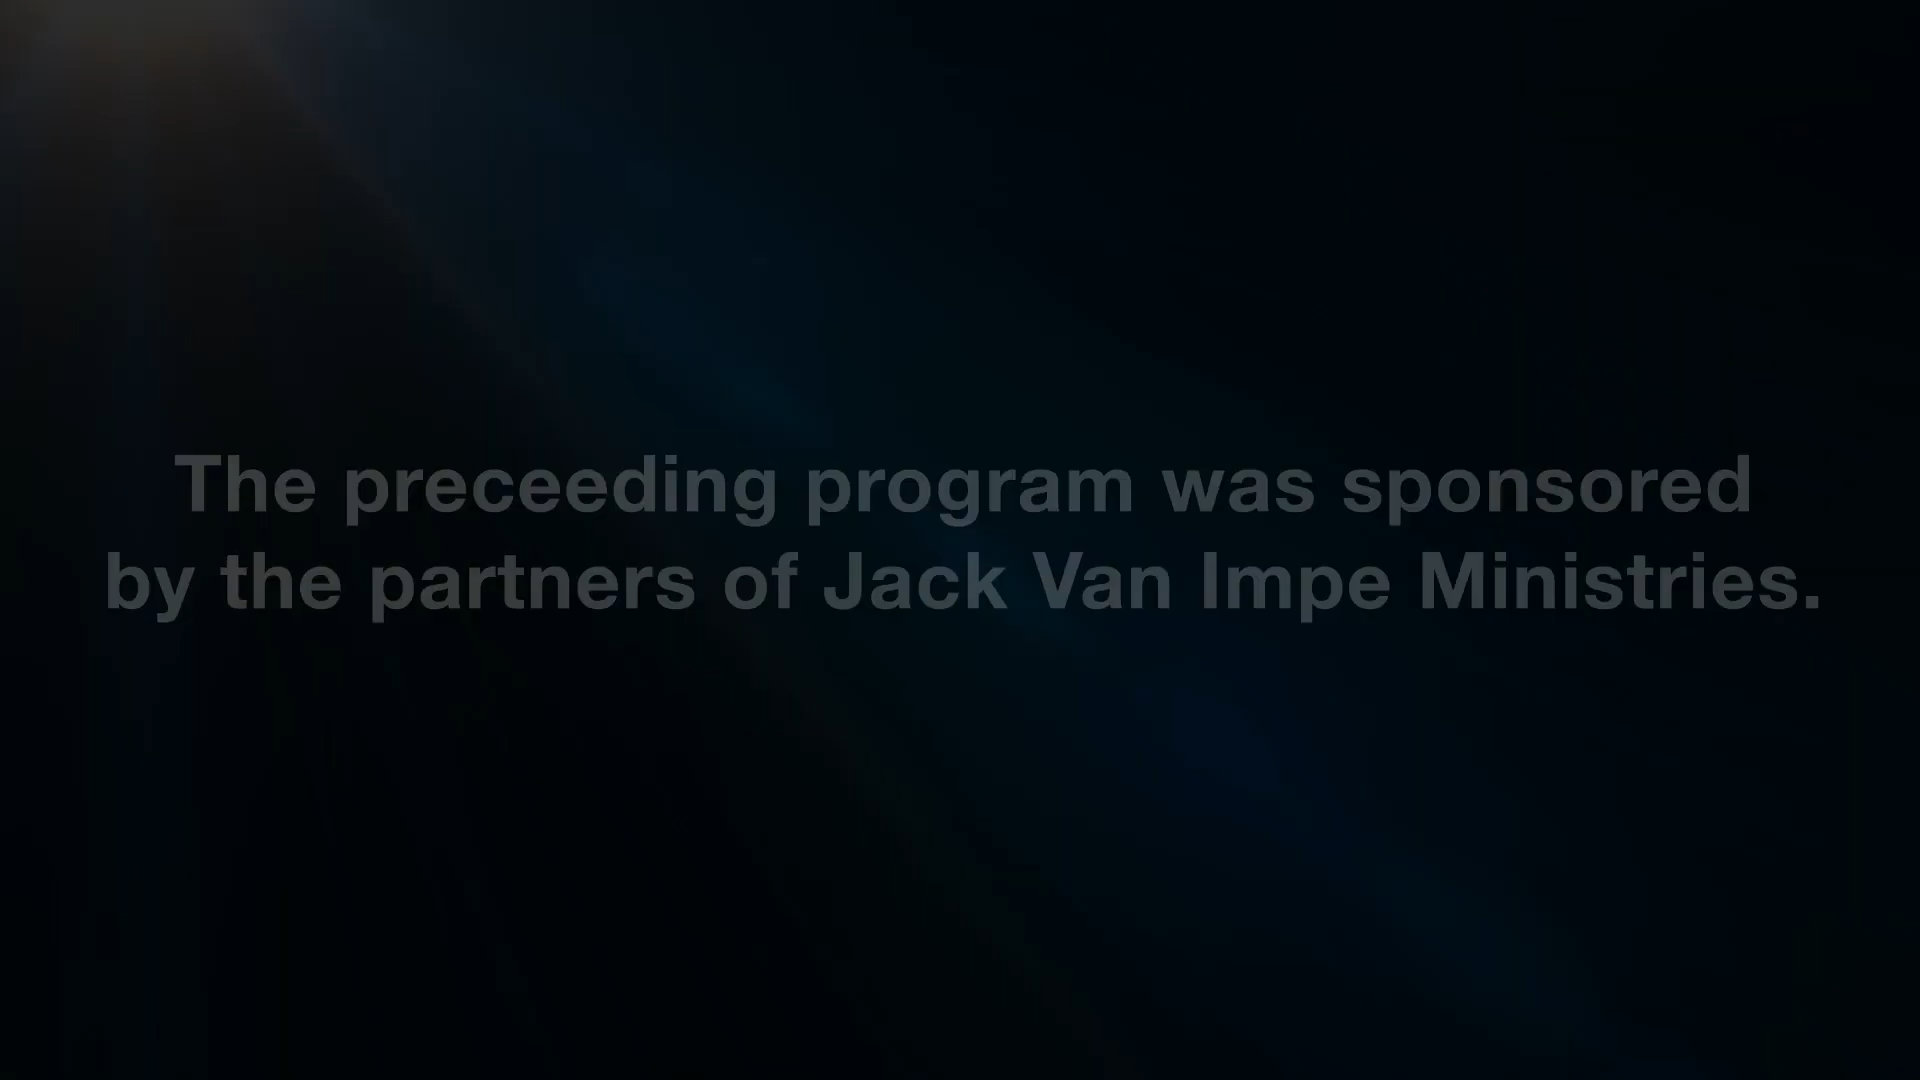 The preceeding program was sponsored
by the partners of Jack Van Impe Ministries.